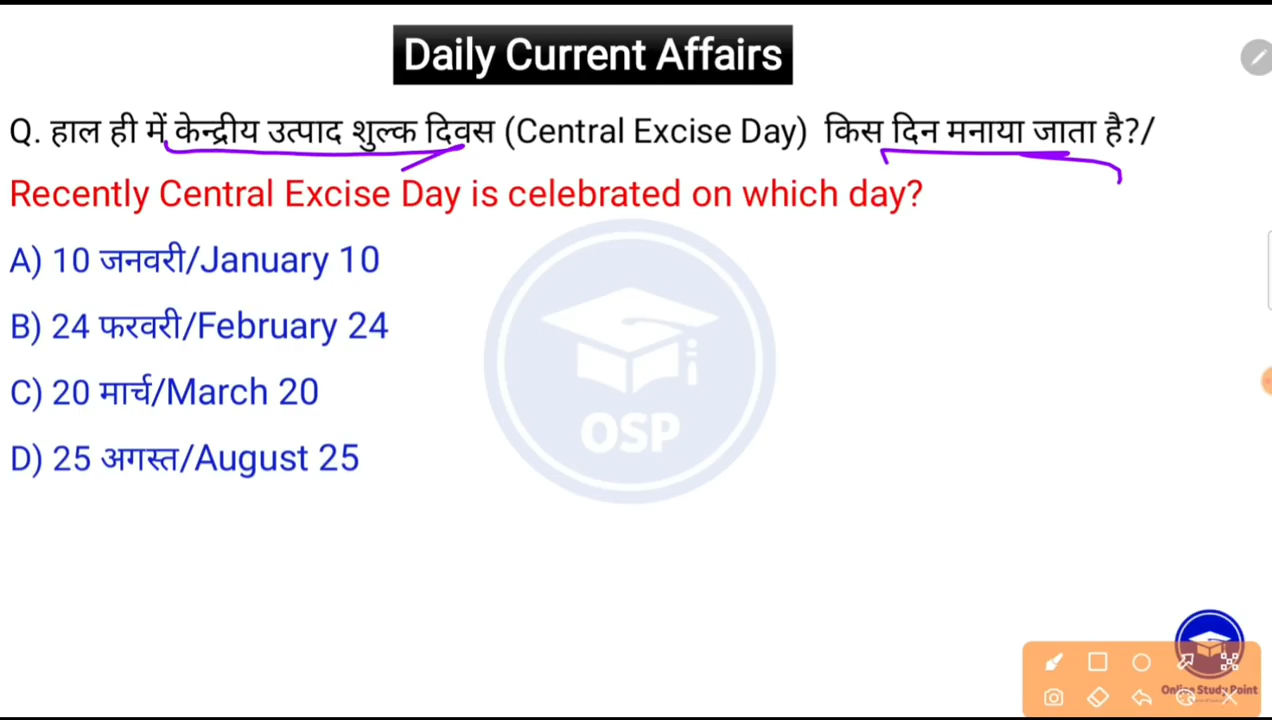 Daily Current Affairs
Q. हाल ही में केन्द्रीय उत्पाद शुल्क दिवस (Central Excise Day) किस दिन मनाया जाता है?/
Recently Central Excise Day is celebrated on which day?
A) 10 जनवरी/January 10
B) 24 फरवरी/February 24
C) 20 मार्च/March 20
D) 25 अगस्त/August 25
OSP
Online Study Point